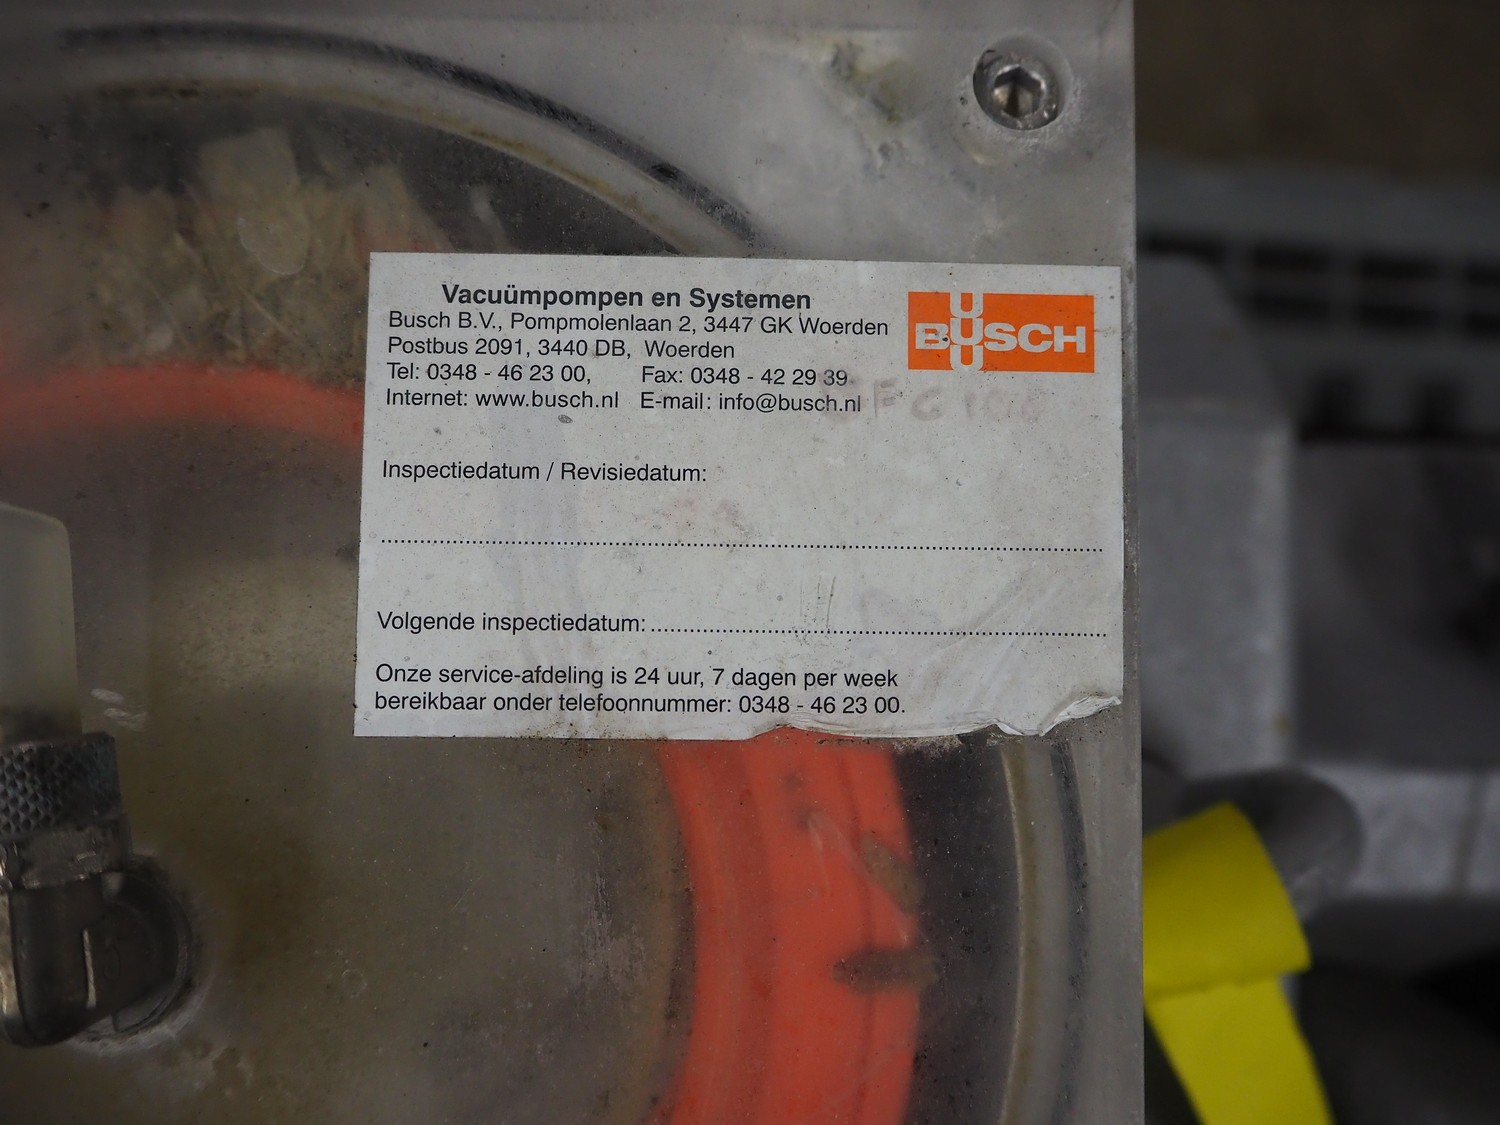 Vacuümpompen en Systemen
Busch B.V., Pompmolenlaan 2, 3447 GK Woerden
Postbus 2091, 3440 DB, Woerden
Tel: 0348 - 46 23 00, Fax: 0348 - 42 29 39
Internet: www.busch.nl E-mail: info@busch.nl
BUSCH
Inspectiedatum / Revisiedatum:
Volgende inspectiedatum:
Onze service-afdeling is 24 uur, 7 dagen per week
bereikbaar onder telefoonnummer: 0348 - 46 23 00.